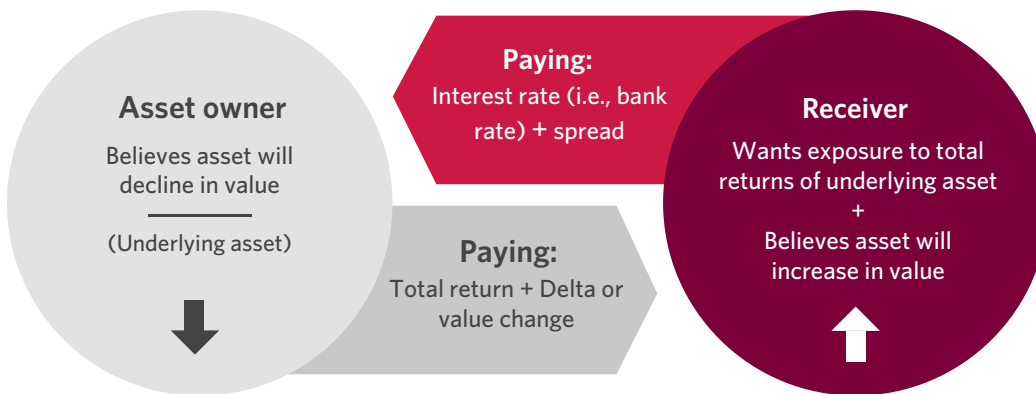 Asset owner
Believes asset will
decline in value
(Underlying asset)
Paying:
Interest rate (i.e., bank
rate) + spread
Paying:
Total return + Delta or
value change
Receiver
Wants exposure to total
returns of underlying asset
+
Believes asset will
increase in value